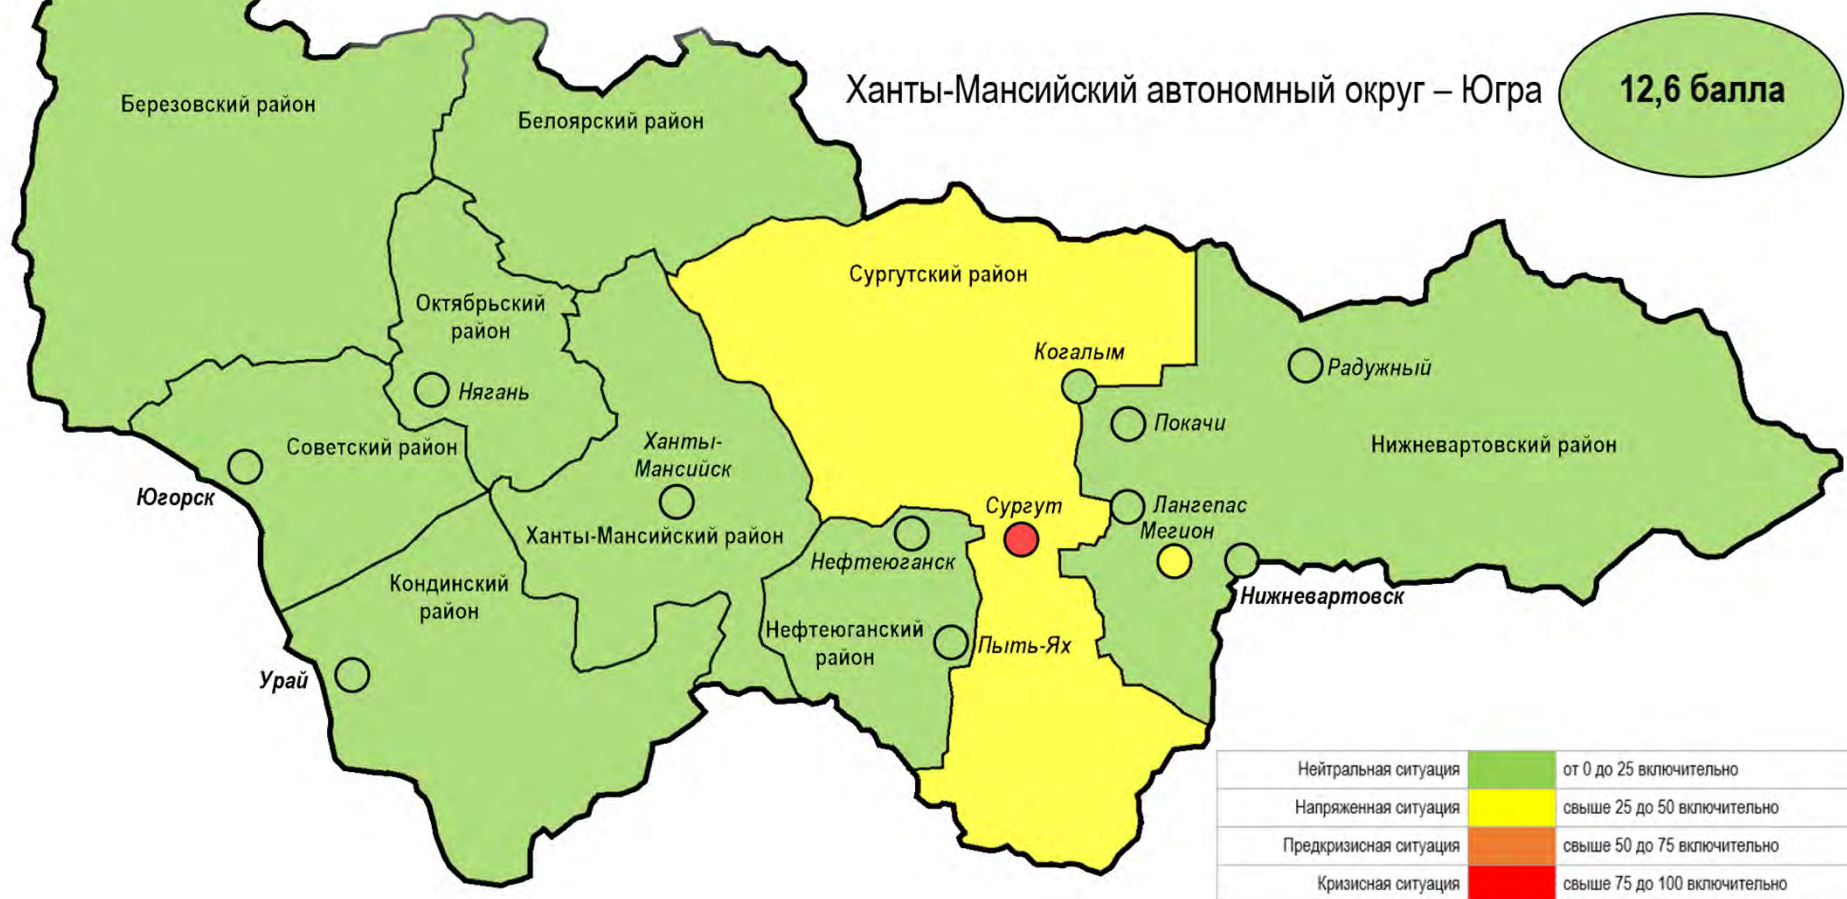 Ханты-Мансийский автономный округ – Югра
12,6 балла
Березовский район
Белоярский район
Сургутский район
Октябрьский
район
Когалым
Радужный
Нягань
Покачи
Советский район
Ханты-
Мансийск
Нижневартовский район
Югорск
Сургут
Лангепас
Мегион
Ханты-Мансийский район
Нефтеюганск
Кондинский
район
Нижневартовск
Нефтеюганский
район
Пыть-Ях
Урай
Нейтральная ситуация от 0 до 25 включительно
Напряженная ситуация свыше 25 до 50 включительно
Предкризисная ситуация свыше 50 до 75 включительно
Кризисная ситуация свыше 75 до 100 включительно